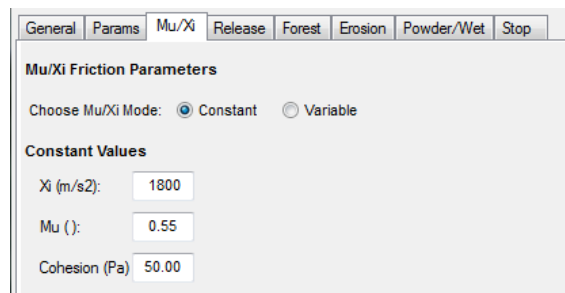 General Params Mu/Xi Release Forest Erosion Powder/Wet Stop
Mu/Xi Friction Parameters
Choose Mu/Xi Mode: Constant Variable
Constant Values
Xi (m/s2): 1800
Mu ( ): 0.55
Cohesion (Pa) 50.00